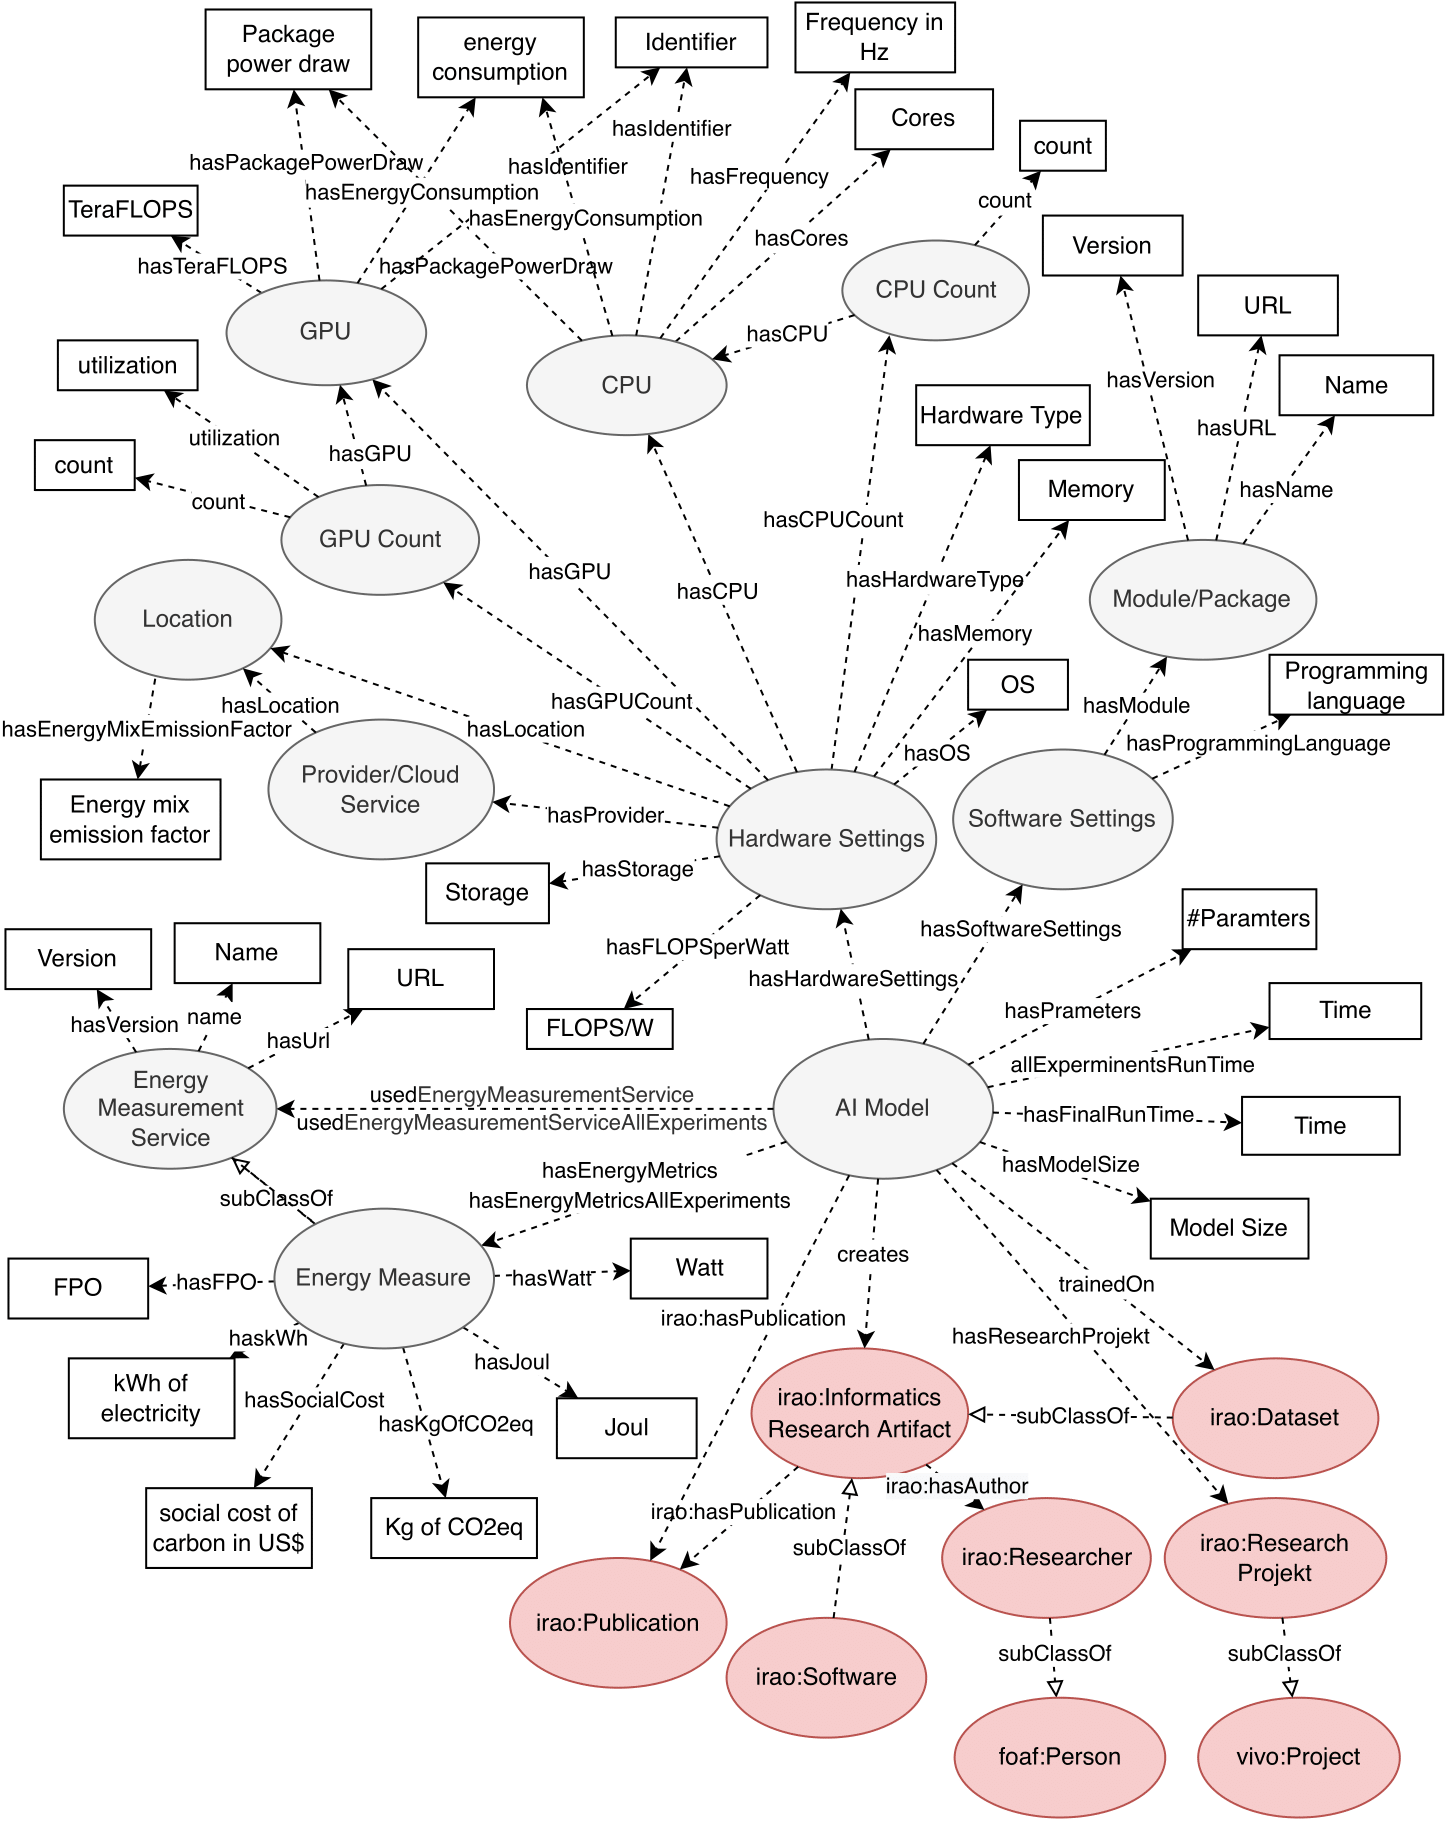 Package
power draw
energy
consumption
Identifier
Frequency in
Hz
Cores
count
hasIdentifier
hasPackagePowerDraw
hasIdentifier
hasFrequency
hasEnergyConsumption
count
TeraFLOPS
hasEnergyConsumption
hasCores
Version
hasTeraFLOPS
hasPackagePowerDraw
CPU Count
URL
GPU
hasCPU
utilization
CPU
hasVersion
Name
Hardware Type
utilization
hasGPU
hasURL
count
count
Memory
hasName
hasCPUCount
GPU Count
hasGPU
hasCPU
hasHardwareType
Module/Package
Location
hasMemory
Programming
language
OS
hasGPUCount
hasLocation
hasModule
hasEnergyMixEmissionFactor
hasLocation
hasProgrammingLanguage
hasOS
Provider/Cloud
Service
Energy mix
emission factor
hasProvider
Software Settings
Hardware Settings
hasStorage
Storage
#Paramters
hasSoftwareSettings
Version
Name
hasFLOPSperWatt
URL
hasHardwareSettings
hasPrameters
Time
hasVersion
name
FLOPS/W
hasUrl
allExperminentsRunTime
Energy
Measurement
Service
usedEnergyMeasurementService
usedEnergyMeasurementServiceAllExperiments
AI Model
hasFinalRunTime
Time
hasEnergyMetrics
hasModelSize
subClassOf
hasEnergyMetricsAllExperiments
Model Size
creates
FPO
hasFPO
Energy Measure
hasWatt
Watt
trainedOn
irao:hasPublication
haskWh
hasResearchProjekt
hasJoul
kWh of
electricity
hasSocialCost
irao:Informatics
Research Artifact
subClassOf
irao:Dataset
hasKgOfCO2eq
Joul
irao:hasAuthor
social cost of
carbon in US$
Kg of CO2eq
irao:hasPublication
subClassOf
irao:Researcher
irao:Research
Projekt
irao:Publication
subClassOf
subClassOf
irao:Software
foaf:Person
vivo:Project